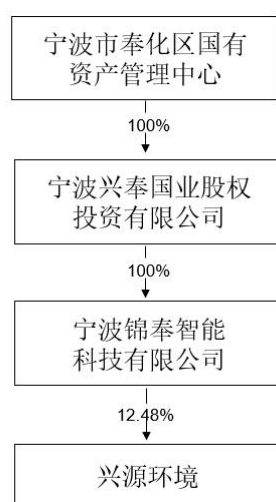 宁波市奉化区国有
资产管理中心
100%
宁波兴奉国业股权
投资有限公司
100%
宁波锦奉智能
科技有限公司
12.48%
兴源环境